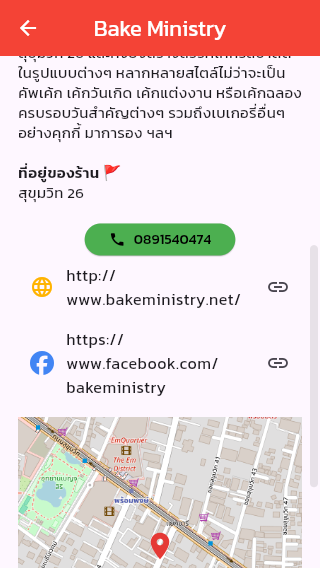 Bake Ministry
ในรูปแบบต่างๆ หลากหลายสไตล์ไม่ว่าจะเป็น
คัพเค้ก เค้กวันเกิด เค้กแต่งงาน หรือเค้กฉลอง
ครบรอบวันสำคัญต่างๆ รวมถึงเบเกอรี่อื่นๆ
อย่างคุกกี้ มาการอง ฯลฯ
ที่อยู่ของร้าน 🚩
สุขุมวิท 26
0891540474
http://
www.bakeministry.net/
https://
www.facebook.com/
bakeministry
EmQuartier
The Em
District
พร้อมพงษ์